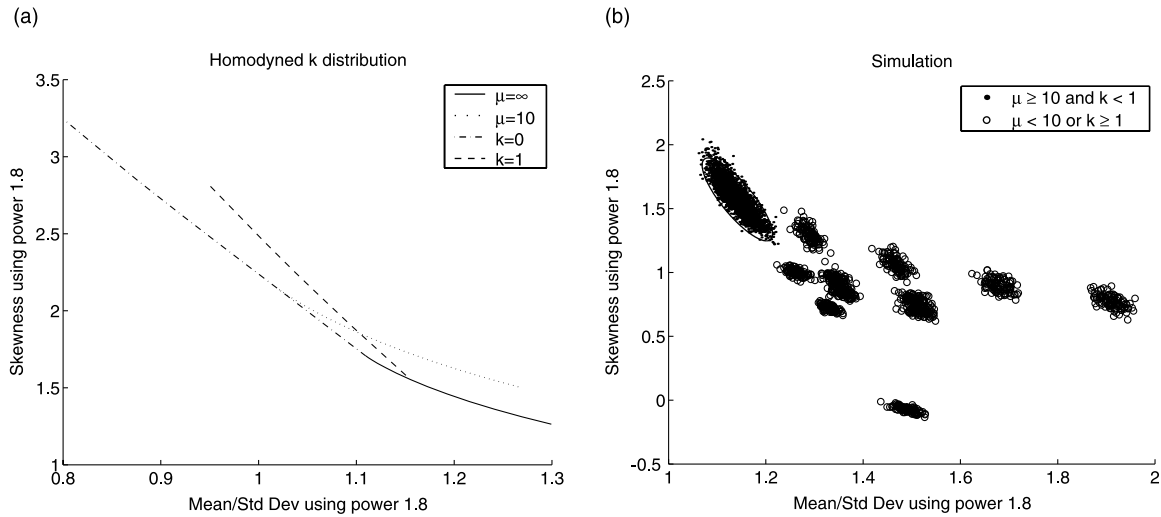 (a)
Homodyned k distribution
3.5
3
2.5
2
1.5
1
0.8
0.9
1
1.1
1.2
1.3
Skewness using power 1.8
Mean/Std Dev using power 1.8
μ=∞
μ=10
k=0
k=1
(b)
Simulation
2.5
2
1.5
1
0.5
0
-0.5
1
1.2
1.4
1.6
1.8
2
Skewness using power 1.8
Mean/Std Dev using power 1.8
μ ≥ 10 and k < 1
μ < 10 or k ≥ 1